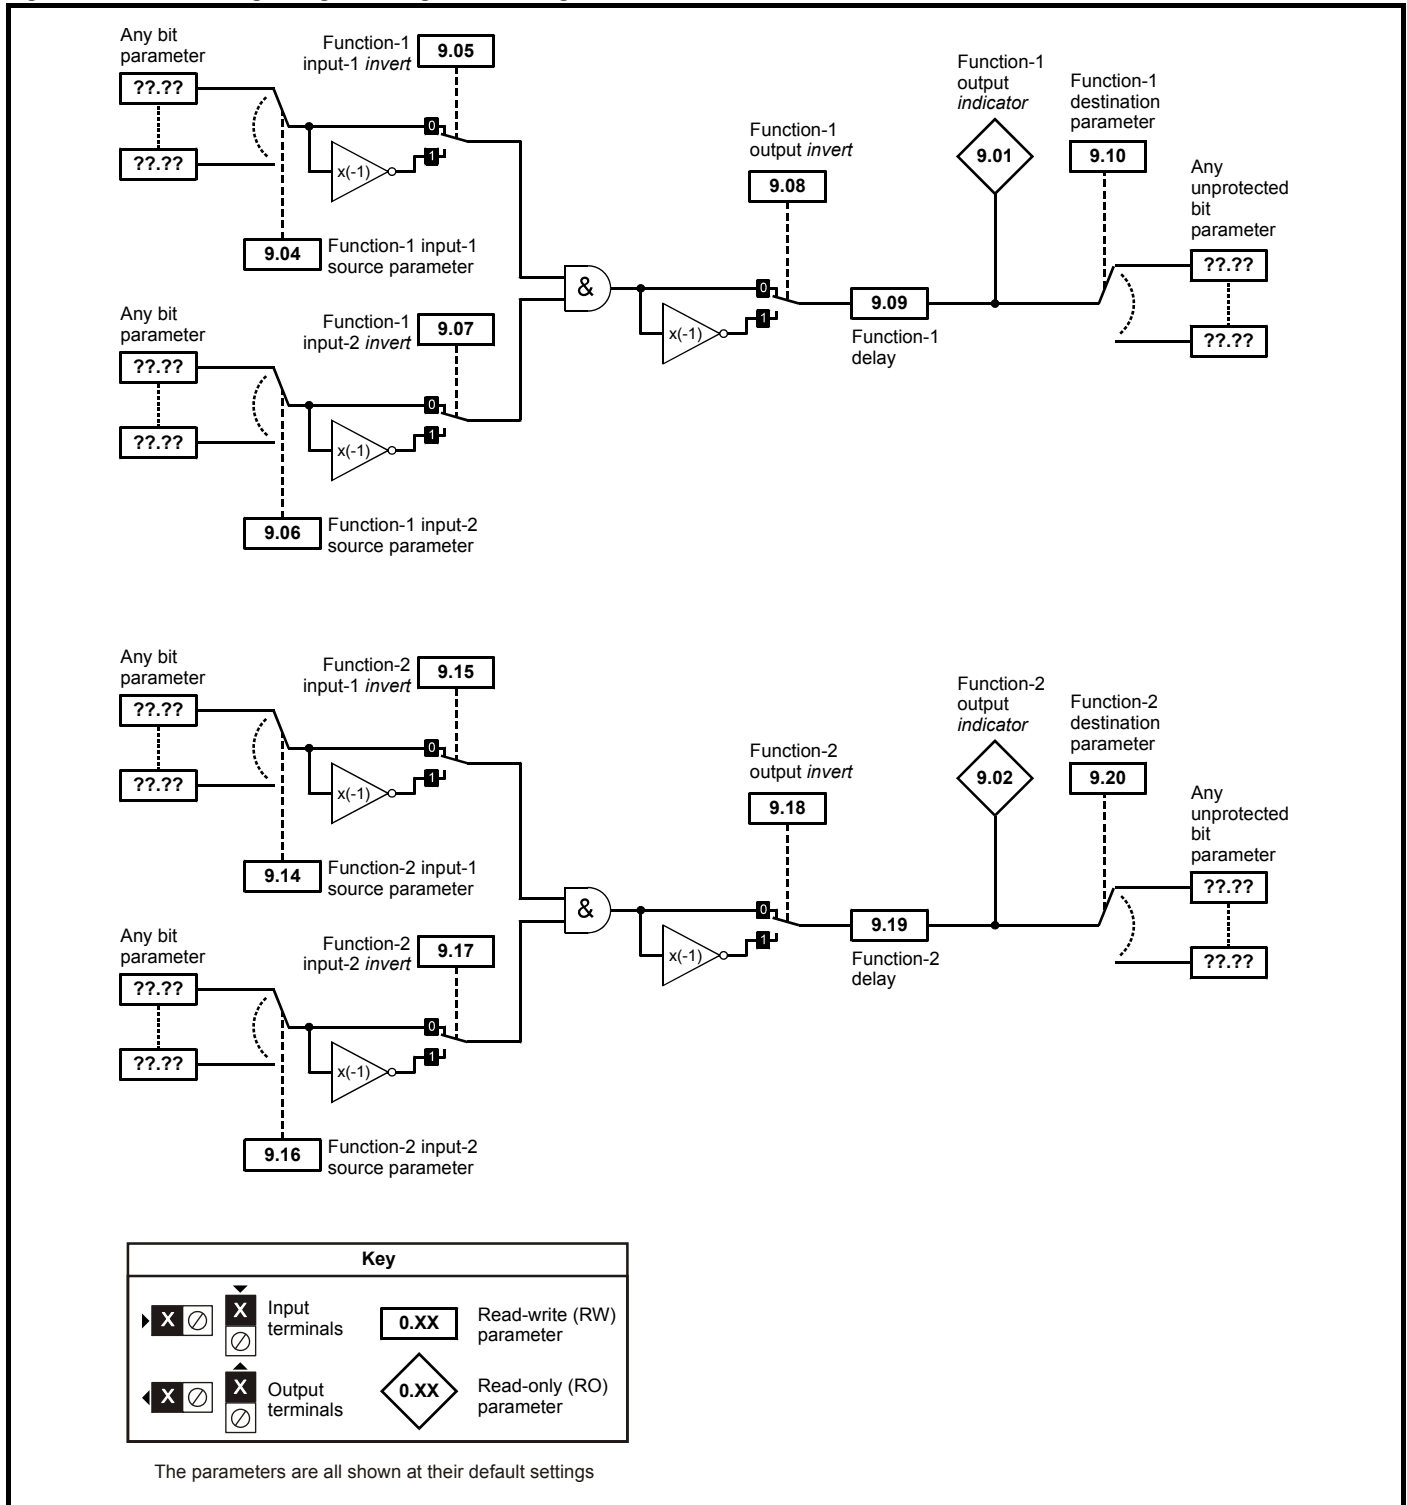 Any bit
parameter
??.??
??.??
Function-1
input-1 invert
9.05
0
1
x(-1)
9.04
Function-1 input-1
source parameter
Any bit
parameter
??.??
??.??
Function-1
input-2 invert
9.07
0
1
x(-1)
9.06
Function-1 input-2
source parameter
&
x(-1)
Function-1
output invert
9.08
0
1
9.09
Function-1
delay
Function-1
output
indicator
9.01
Function-1
destination
parameter
9.10
Any
unprotected
bit
parameter
??.??
??.??
Any bit
parameter
??.??
??.??
Function-2
input-1 invert
9.15
0
1
x(-1)
9.14
Function-2 input-1
source parameter
Any bit
parameter
??.??
??.??
Function-2
input-2 invert
9.17
0
1
x(-1)
9.16
Function-2 input-2
source parameter
&
x(-1)
Function-2
output invert
9.18
0
1
9.19
Function-2
delay
Function-2
output
indicator
9.02
Function-2
destination
parameter
9.20
Any
unprotected
bit
parameter
??.??
??.??
Key
X
X
Input
terminals
0.XX
Read-write (RW)
parameter
X
X
Output
terminals
0.XX
Read-only (RO)
parameter
The parameters are all shown at their default settings